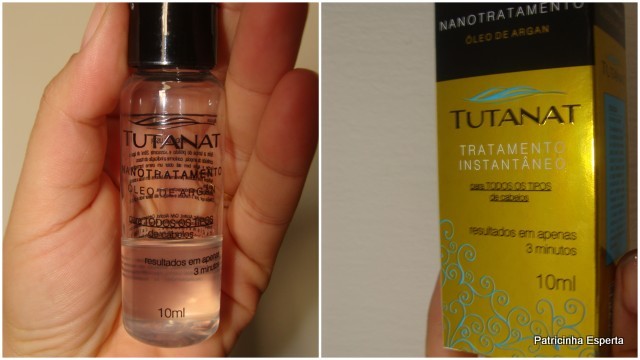 TUTANAT
NANOTRATAMENTO
ÓLEO DE ARGAN
para TODOS OS TIPOS
de cabelos
resultados em apenas
3 minutos
10ml
NANOTRATAMENTO
ÓLEO DE ARGAN
TUTANAT
TRATAMENTO
INSTANTÂNEO
para TODOS OS TIPOS
de cabelos
resultados em apenas
3 minutos
10ml
Patricinha Esperta